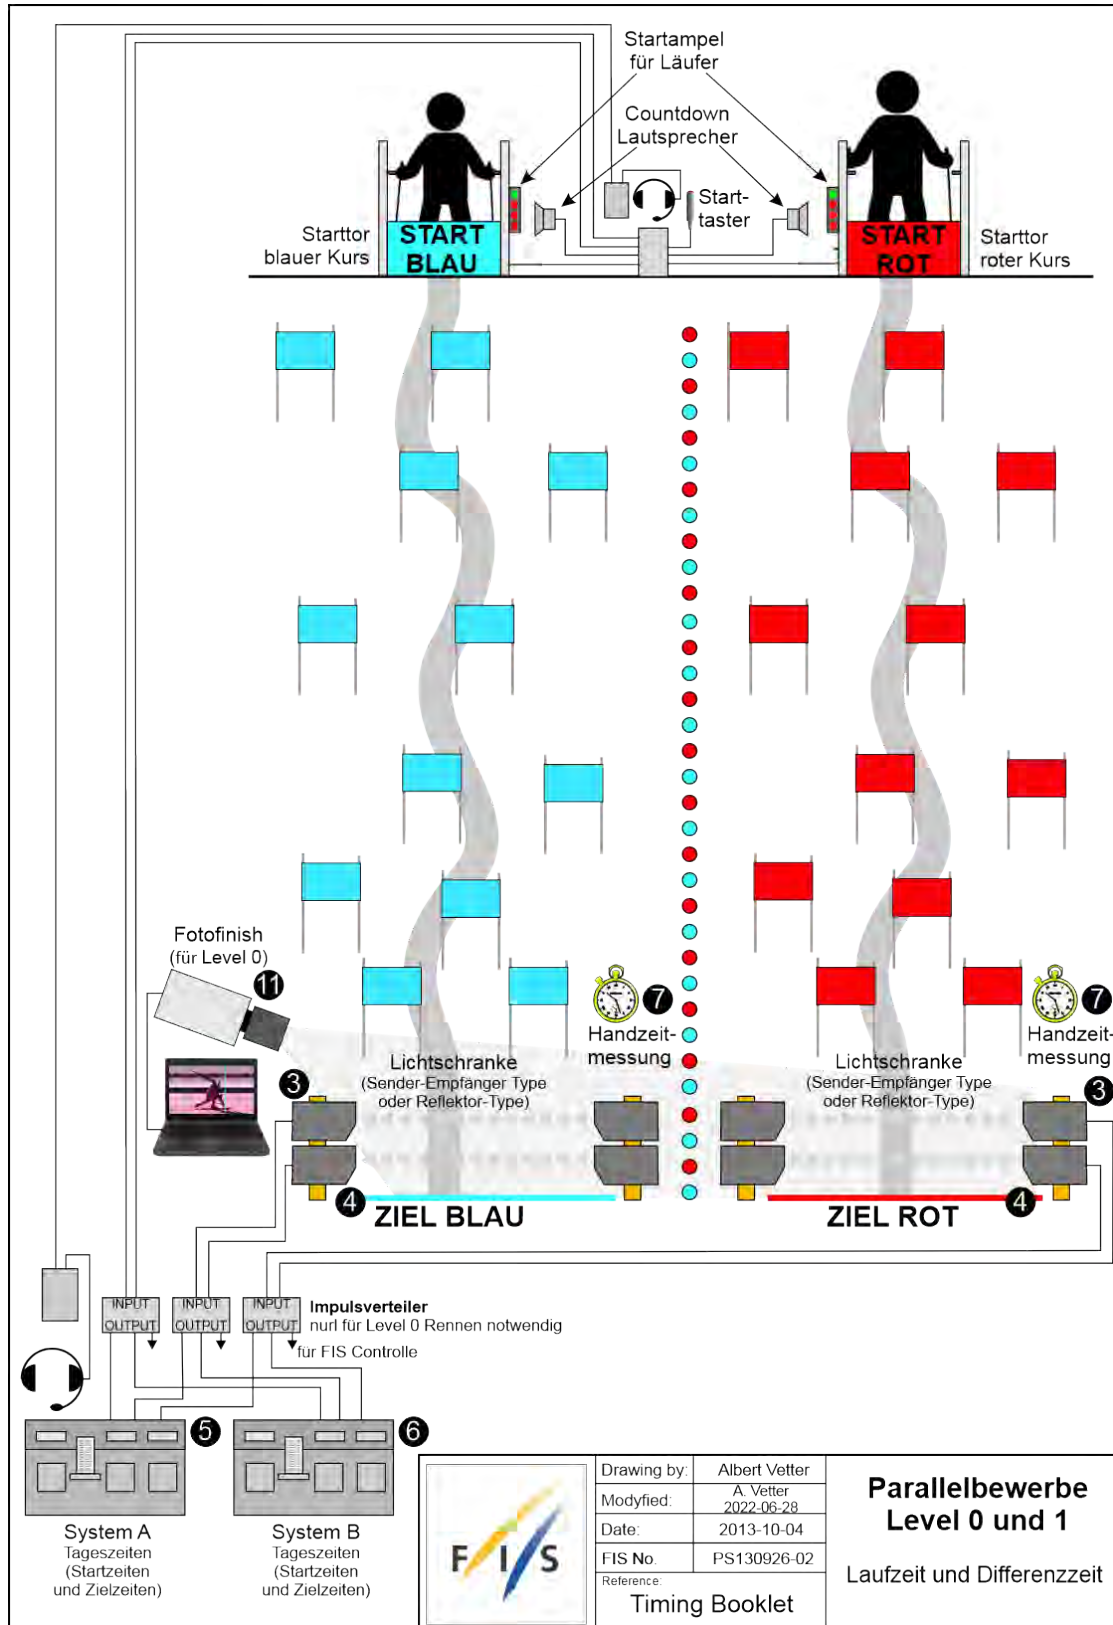 Startampel
für Läufer
Countdown
Lautsprecher
Start-
taster
Starttor
blauer Kurs
START
BLAU
START
ROT
Starttor
roter Kurs
Fotofinish
(für Level 0)
11
7
Handzeit-
messung
7
Handzeit-
messung
Lichtschranke
(Sender-Empfänger Type
oder Reflektor-Type)
Lichtschranke
(Sender-Empfänger Type
oder Reflektor-Type)
3
3
4
4
ZIEL BLAU
ZIEL ROT
INPUT
OUTPUT
INPUT
OUTPUT
INPUT
OUTPUT
Impulsverteiler
nurl für Level 0 Rennen notwendig
für FIS Controlle
5
6
System A
Tageszeiten
(Startzeiten
und Zielzeiten)
System B
Tageszeiten
(Startzeiten
und Zielzeiten)
FIS
Drawing by: Albert Vetter
Modyfied: A. Vetter
2022-06-28
Date: 2013-10-04
FIS No. PS130926-02
Reference:
Timing Booklet
Parallelbewerbe
Level 0 und 1
Laufzeit und Differenzzeit